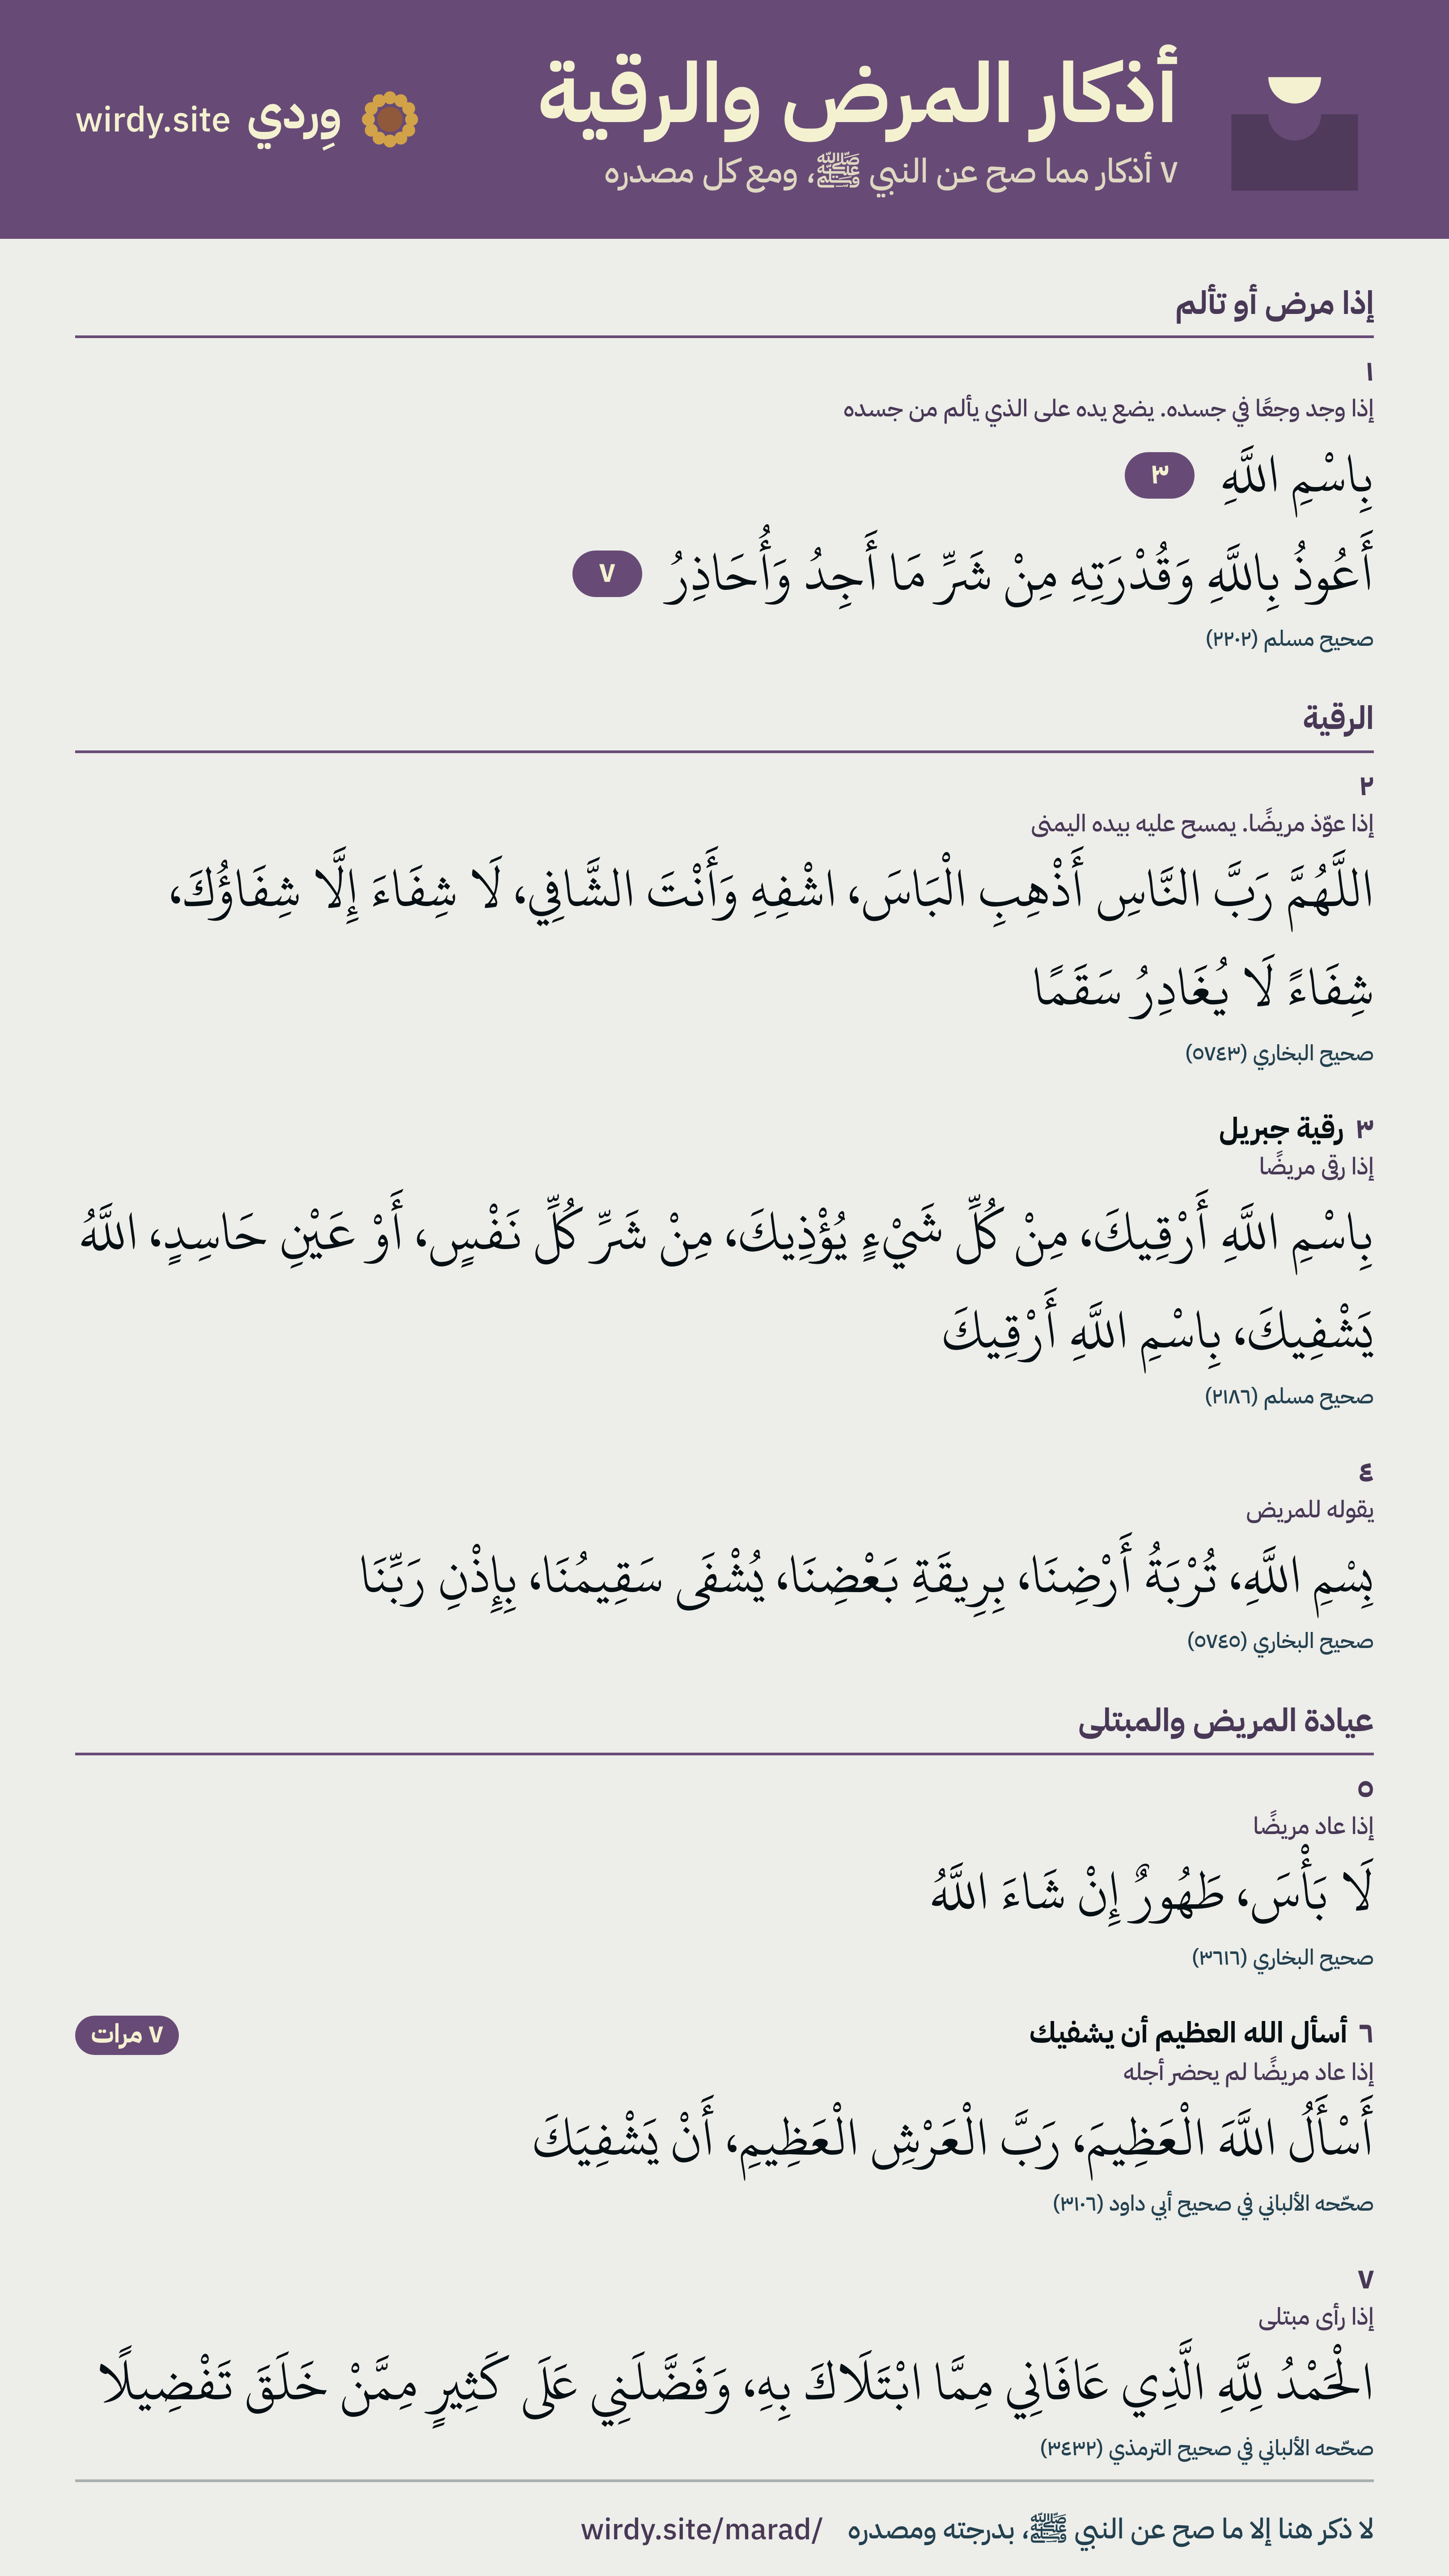 أذكار المرض والرقية
٧ أذكار مما صح عن النبي ﷺ، ومع كل مصدره
وِردي wirdy.site
إذا مرض أو تألم
١
إذا وجد وجعًا في جسده. يضع يده على الذي يألم من جسده
بِاسْمِ اللَّهِ ٣
أَعُوذُ بِاللَّهِ وَقُدْرَتِهِ مِنْ شَرِّ مَا أَجِدُ وَأُحَاذِرُ ٧
صحيح مسلم (٢٢٠٢)
الرقية
٢
إذا عوّذ مريضًا. يمسح عليه بيده اليمنى
اللَّهُمَّ رَبَّ النَّاسِ أَذْهِبِ الْبَاسَ، اشْفِهِ وَأَنْتَ الشَّافِي، لَا شِفَاءَ إِلَّا شِفَاؤُكَ،
شِفَاءً لَا يُغَادِرُ سَقَمًا
صحيح البخاري (٥٧٤٣)
٣ رقية جبريل
إذا رقى مريضًا
بِاسْمِ اللَّهِ أَرْقِيكَ، مِنْ كُلِّ شَيْءٍ يُؤْذِيكَ، مِنْ شَرِّ كُلِّ نَفْسٍ، أَوْ عَيْنِ حَاسِدٍ، اللَّهُ
يَشْفِيكَ، بِاسْمِ اللَّهِ أَرْقِيكَ
صحيح مسلم (٢١٨٦)
٤
يقوله للمريض
بِسْمِ اللَّهِ، تُرْبَةُ أَرْضِنَا، بِرِيقَةِ بَعْضِنَا، يُشْفَى سَقِيمُنَا، بِإِذْنِ رَبِّنَا
صحيح البخاري (٥٧٤٥)
عيادة المريض والمبتلى
٥
إذا عاد مريضًا
لَا بَأْسَ، طَهُورٌ إِنْ شَاءَ اللَّهُ
صحيح البخاري (٣٦١٦)
٦ أسأل الله العظيم أن يشفيك ٧ مرات
إذا عاد مريضًا لم يحضر أجله
أَسْأَلُ اللَّهَ الْعَظِيمَ، رَبَّ الْعَرْشِ الْعَظِيمِ، أَنْ يَشْفِيَكَ
صحّحه الألباني في صحيح أبي داود (٣١٠٦)
٧
إذا رأى مبتلى
الْحَمْدُ لِلَّهِ الَّذِي عَافَانِي مِمَّا ابْتَلَاكَ بِهِ، وَفَضَّلَنِي عَلَى كَثِيرٍ مِمَّنْ خَلَقَ تَفْضِيلًا
صحّحه الألباني في صحيح الترمذي (٣٤٣٢)
لا ذكر هنا إلا ما صح عن النبي ﷺ، بدرجته ومصدره wirdy.site/marad/